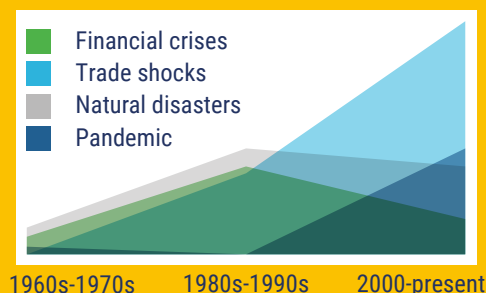 Financial crises
Trade shocks
Natural disasters
Pandemic
1960s-1970s 1980s-1990s 2000-present